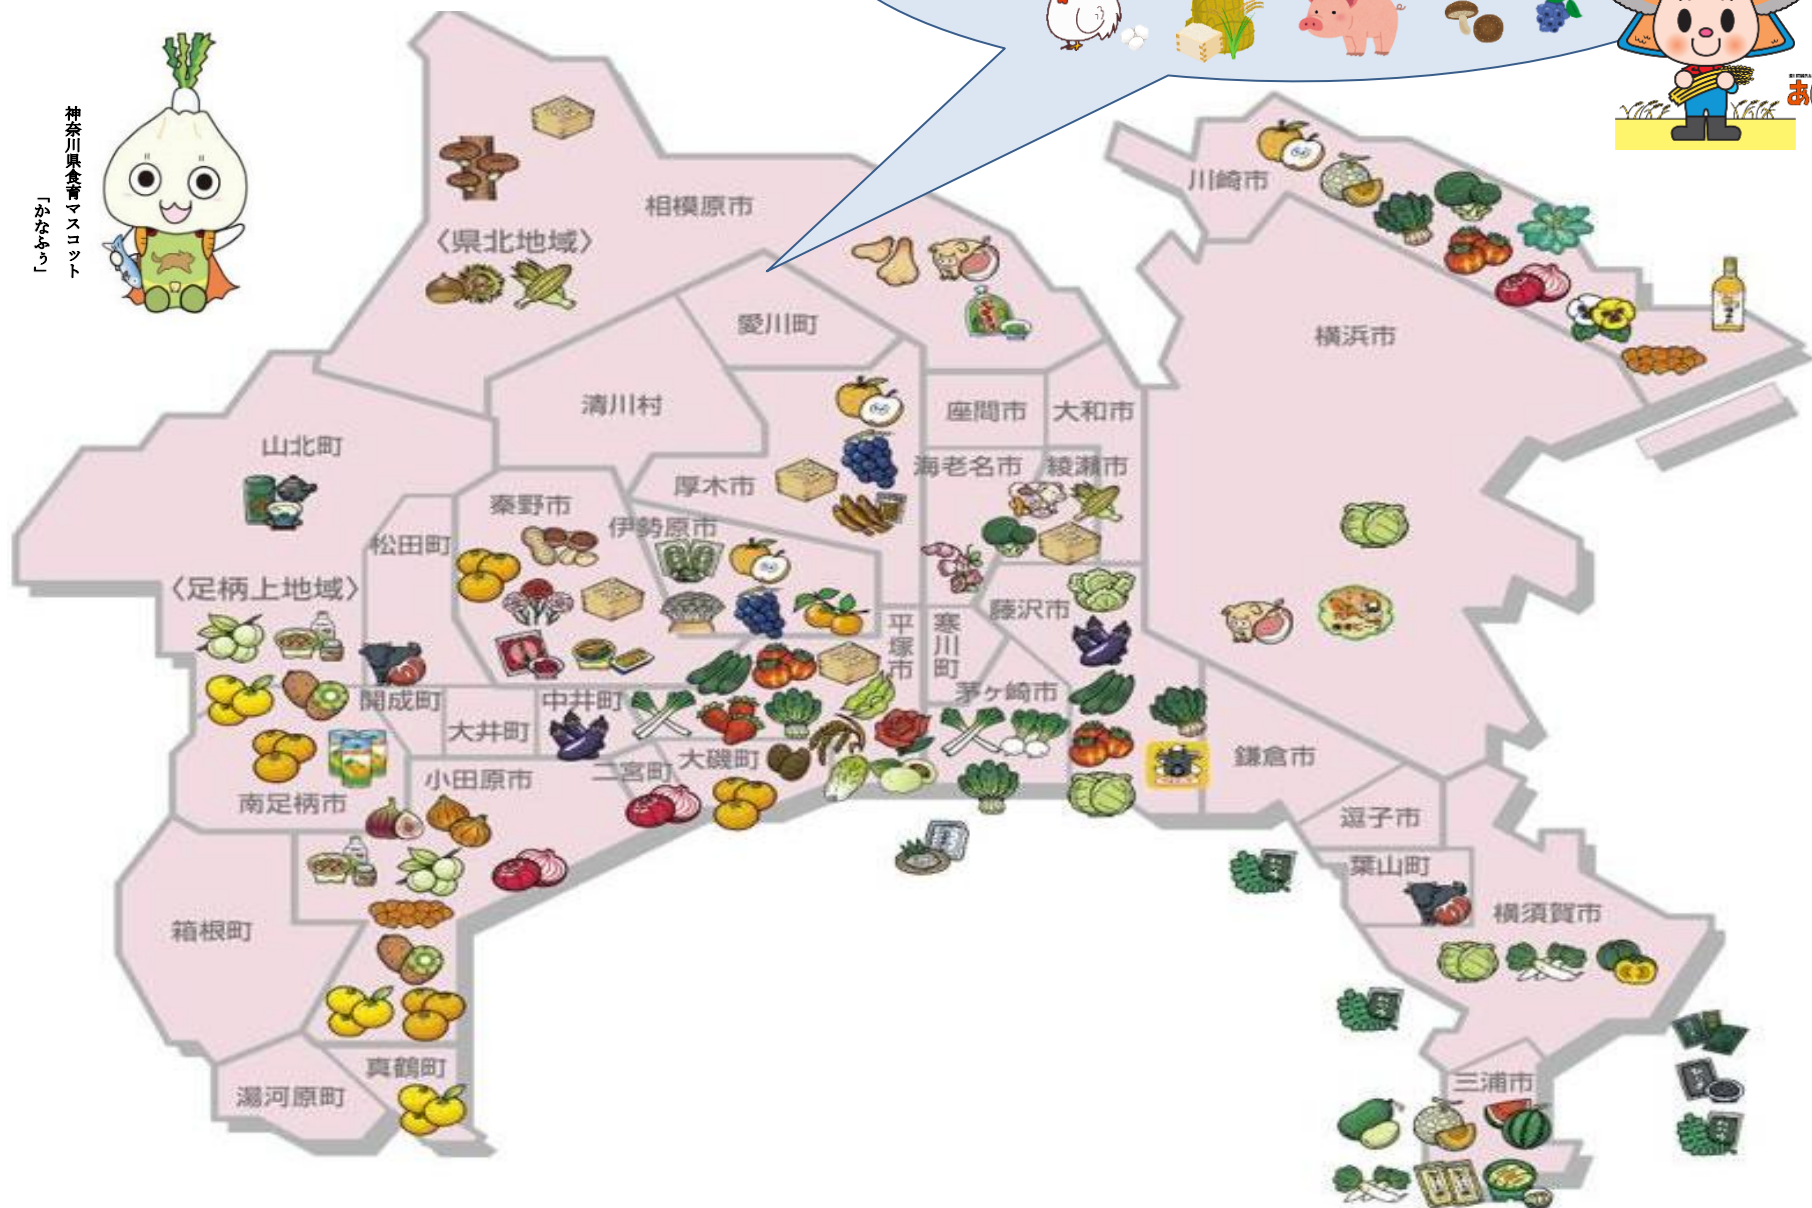 神奈川県食育マスコット
「かなふぅ」
あい
川崎市
相模原市
〈県北地域〉
愛川町
横浜市
清川村
座間市
大和市
山北町
厚木市
海老名市
綾瀬市
秦野市
伊勢原市
松田町
〈足柄上地域〉
藤沢市
平塚市
寒川町
開成町
中井町
茅ヶ崎市
大井町
大磯町
二宮町
小田原市
鎌倉市
南足柄市
逗子市
葉山町
横須賀市
箱根町
真鶴町
湯河原町
三浦市